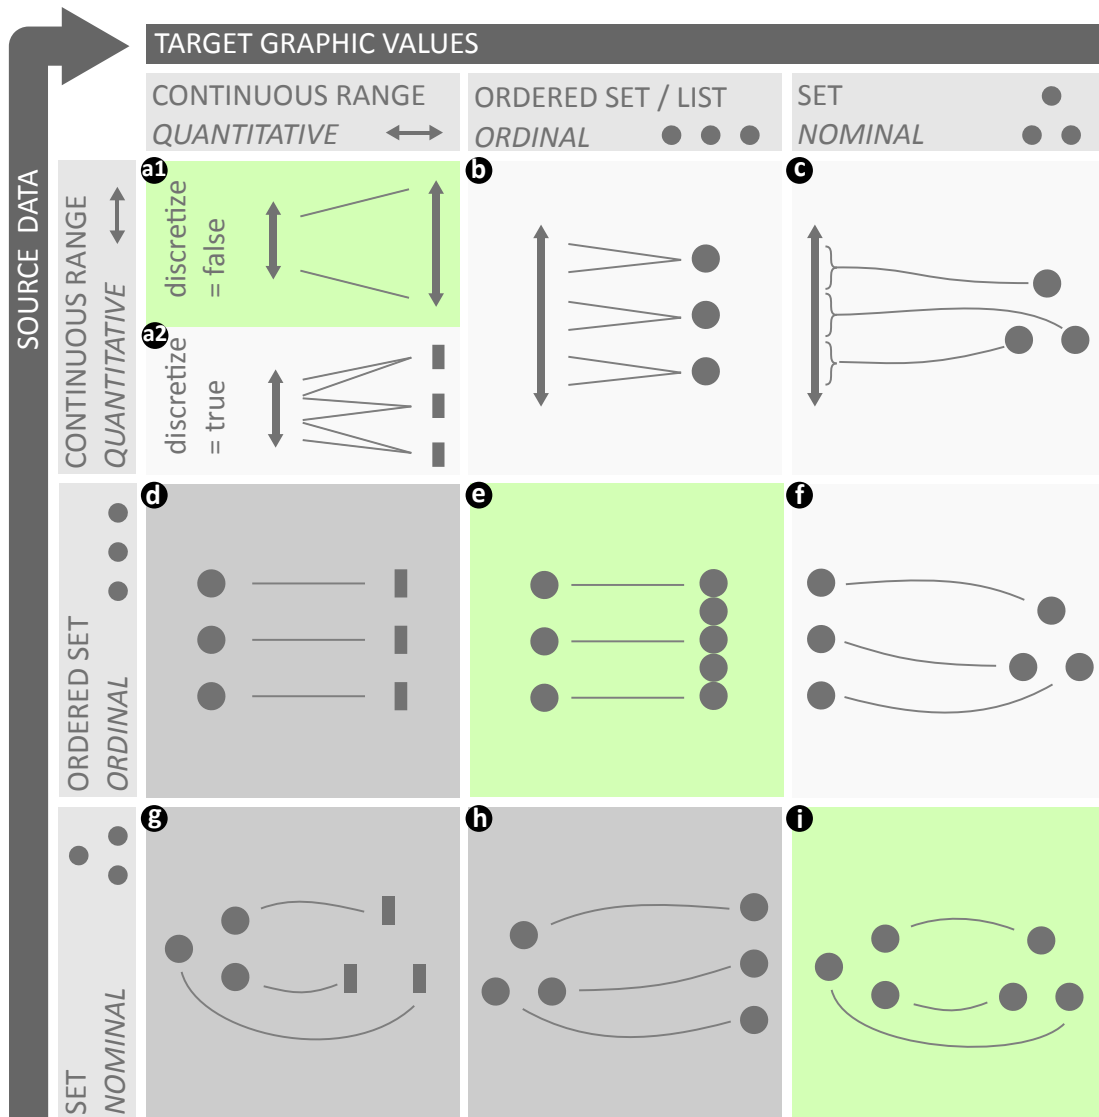 TARGET GRAPHIC VALUES
CONTINUOUS RANGE
QUANTITATIVE
ORDERED SET / LIST
ORDINAL
SET
NOMINAL
SOURCE DATA
CONTINUOUS RANGE
QUANTITATIVE
a1
discretize
= false
a2
discretize
= true
b
c
ORDERED SET
ORDINAL
d
e
f
SET
NOMINAL
g
h
i